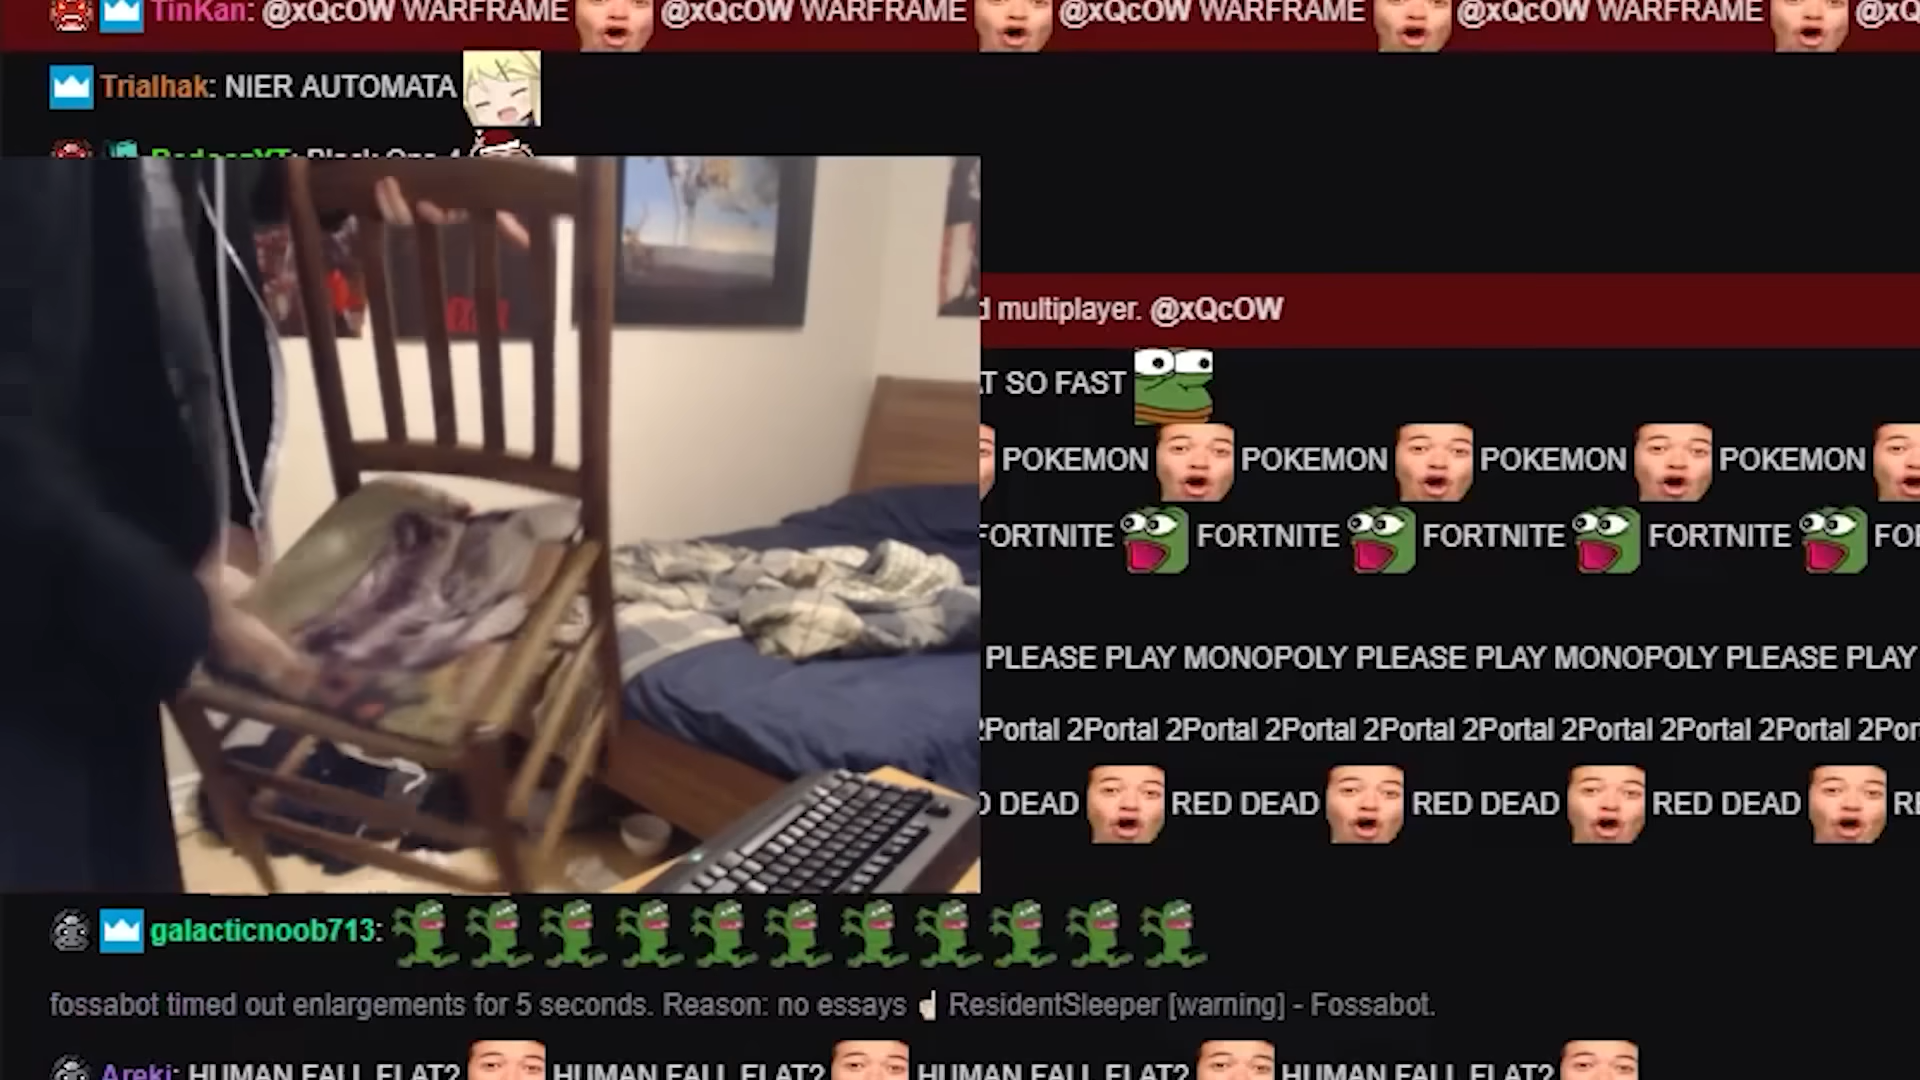 TinKan: @xQcOW WARFRAME @xQcOW WARFRAME @xQcOW WARFRAME @xQcOW WARFRAME
Trialhak: NIER AUTOMATA
multiplayer. @xQcOW
SO FAST
POKEMON POKEMON POKEMON POKEMON
FORTNITE FORTNITE FORTNITE
PLEASE PLAY MONOPOLY PLEASE PLAY MONOPOLY PLEASE PLAY
2Portal 2Portal 2Portal 2Portal 2Portal 2Portal 2Portal 2Portal 2Portal
DEAD RED DEAD RED DEAD RED DEAD
galacticnoob713:
fossabot timed out enlargements for 5 seconds. Reason: no essays ResidentSleeper [warning] - Fossabot.
Areki: HUMAN FALL FLAT? HUMAN FALL FLAT? HUMAN FALL FLAT? HUMAN FALL FLAT?